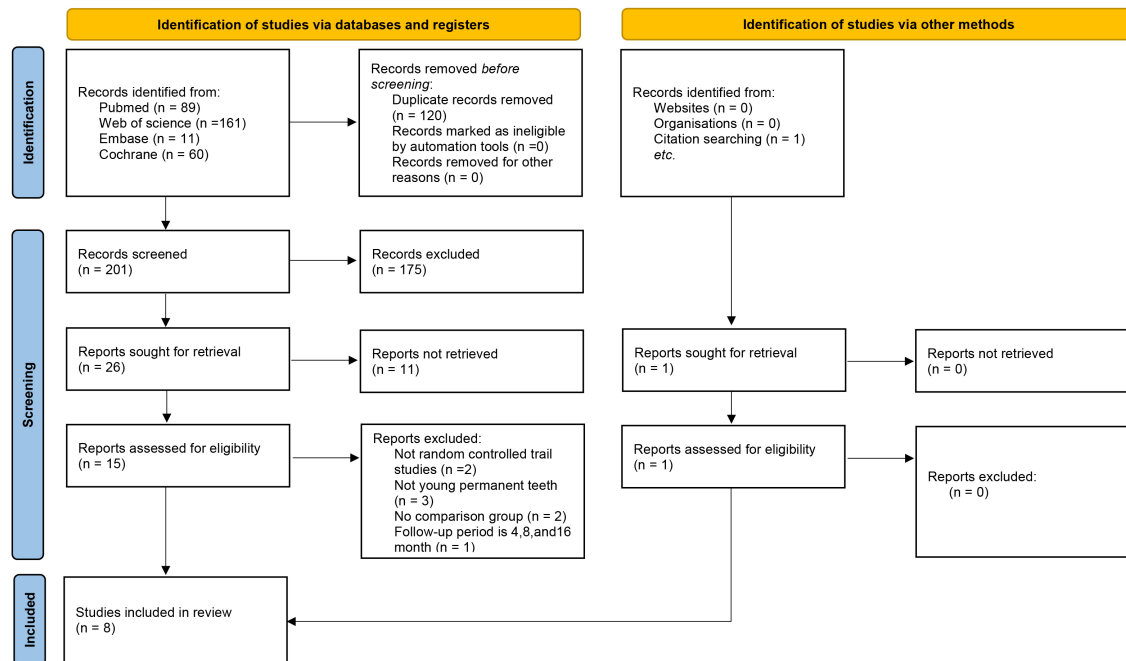 Identification of studies via databases and registers
Identification of studies via other methods
Identification
Records identified from:
Pubmed (n = 89)
Web of science (n =161)
Embase (n = 11)
Cochrane (n = 60)
Records removed before
screening:
Duplicate records removed
(n = 120)
Records marked as ineligible
by automation tools (n =0)
Records removed for other
reasons (n = 0)
Records identified from:
Websites (n = 0)
Organisations (n = 0)
Citation searching (n = 1)
etc.
Screening
Records screened
(n = 201)
Records excluded
(n = 175)
Reports sought for retrieval
(n = 26)
Reports not retrieved
(n = 11)
Reports sought for retrieval
(n = 1)
Reports not retrieved
(n = 0)
Reports assessed for eligibility
(n = 15)
Reports excluded:
Not random controlled trail
studies (n =2)
Not young permanent teeth
(n = 3)
No comparison group (n = 2)
Follow-up period is 4,8,and16
month (n = 1)
Reports assessed for eligibility
(n = 1)
Reports excluded:
(n = 0)
Included
Studies included in review
(n = 8)